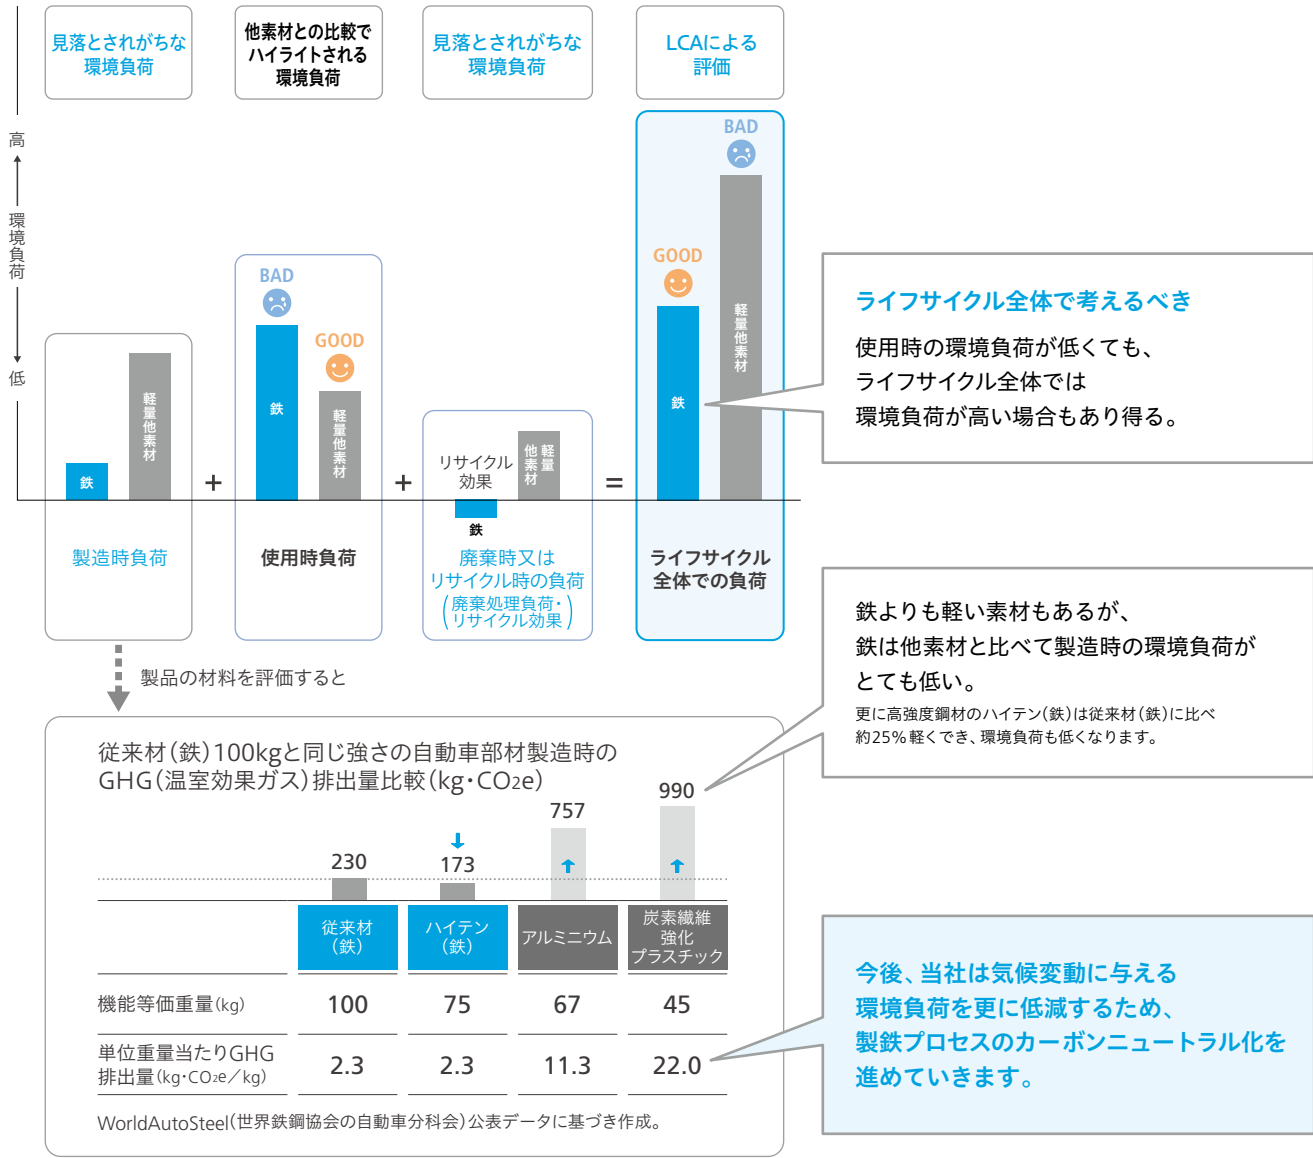 見落とされがちな
環境負荷
他素材との比較で
ハイライトされる
環境負荷
見落とされがちな
環境負荷
LCAによる
評価
高
環境負荷
低
鉄
軽量他素材
製造時負荷
+
BAD
鉄
GOOD
軽量他素材
使用時負荷
+
リサイクル
効果
鉄
軽量
他素材
廃棄時又は
リサイクル時の負荷
(廃棄処理負荷・
リサイクル効果)
=
GOOD
鉄
BAD
軽量他素材
ライフサイクル
全体での負荷
ライフサイクル全体で考えるべき
使用時の環境負荷が低くても、
ライフサイクル全体では
環境負荷が高い場合もあり得る。
鉄よりも軽い素材もあるが、
鉄は他素材と比べて製造時の環境負荷が
とても低い。
更に高強度鋼材のハイテン(鉄)は従来材(鉄)に比べ
約25%軽くでき、環境負荷も低くなります。
製品の材料を評価すると
従来材(鉄)100kgと同じ強さの自動車部材製造時の
GHG(温室効果ガス)排出量比較(kg・CO2e)
230
173
757
990
従来材
(鉄)
ハイテン
(鉄)
アルミニウム
炭素繊維
強化
プラスチック
機能等価重量(kg) 100 75 67 45
単位重量当たりGHG
排出量(kg・CO2e/kg) 2.3 2.3 11.3 22.0
WorldAutoSteel(世界鉄鋼協会の自動車分科会)公表データに基づき作成。
今後、当社は気候変動に与える
環境負荷を更に低減するため、
製鉄プロセスのカーボンニュートラル化を
進めていきます。